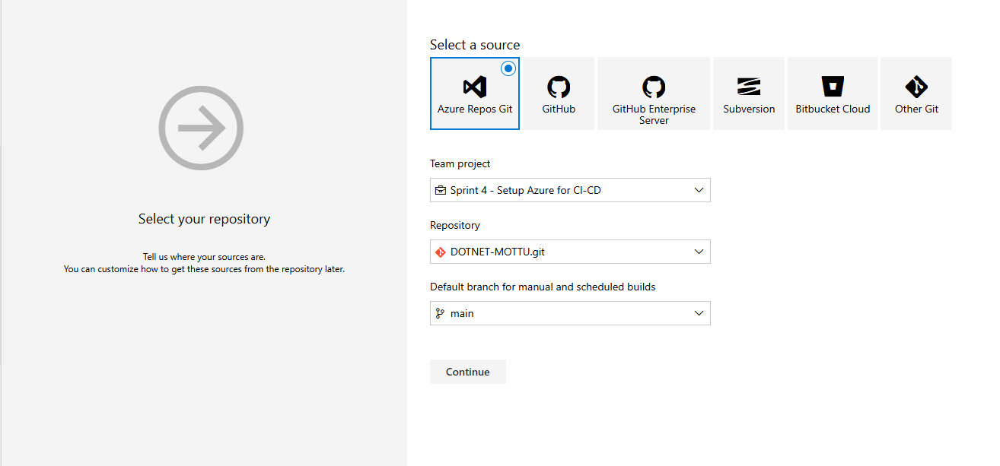 Select your repository
Tell us where your sources are.
You can customize how to get these sources from the repository later.
Select a source
Azure Repos Git
GitHub
GitHub Enterprise
Server
Subversion
Bitbucket Cloud
Other Git
Team project
Sprint 4 - Setup Azure for CI-CD
Repository
DOTNET-MOTTU.git
Default branch for manual and scheduled builds
main
Continue